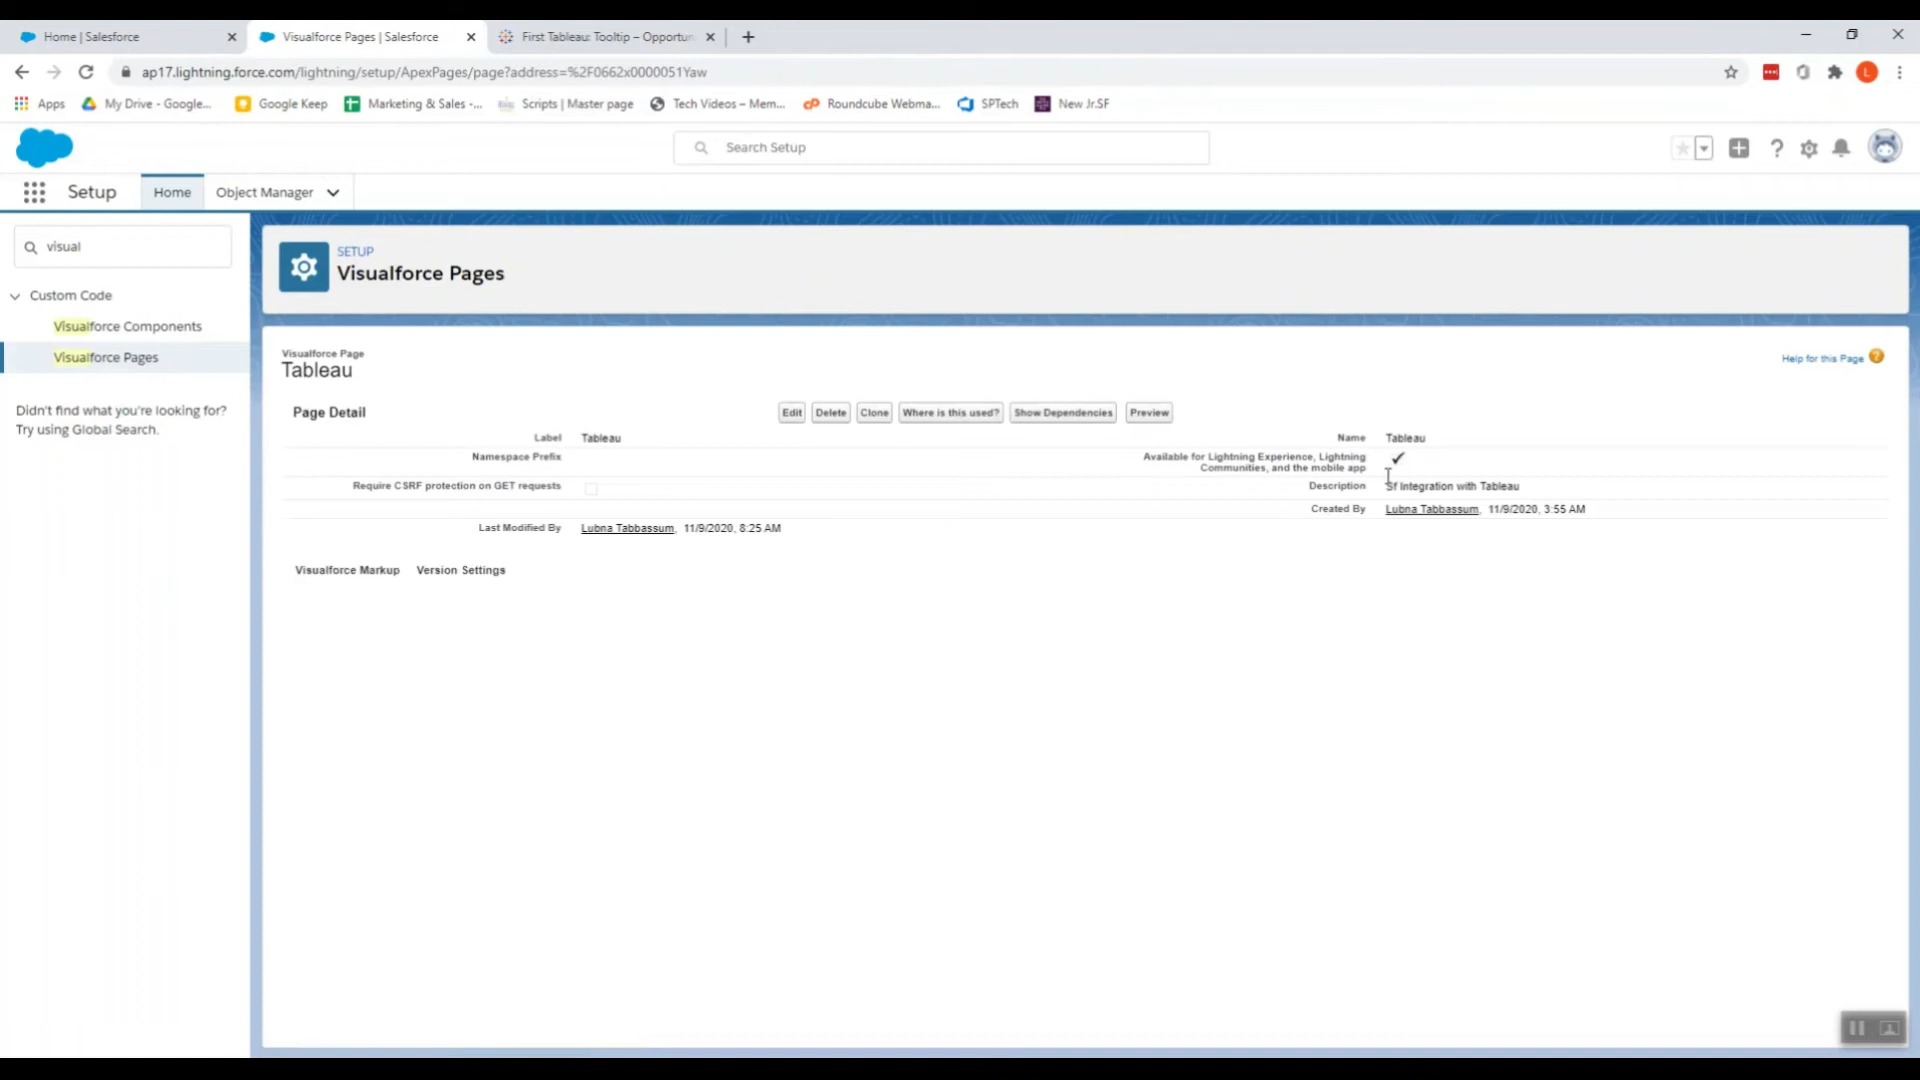 Home | Salesforce
Visualforce Pages | Salesforce
First Tableau: Tooltip – Opportun
ap17.lightning.force.com/lightning/setup/ApexPages/page?address=%2F0662x0000051Yaw
L
Apps
My Drive - Google...
Google Keep
Marketing & Sales -...
Scripts | Master page
Tech Videos – Mem...
Roundcube Webma...
SPTech
New Jr.SF
Search Setup
Setup
Home
Object Manager
visual
Custom Code
Visualforce Components
Visualforce Pages
Didn't find what you're looking for?
Try using Global Search.
SETUP
Visualforce Pages
Visualforce Page
Tableau
Help for this Page
Page Detail
Edit
Delete
Clone
Where is this used?
Show Dependencies
Preview
Label Tableau
Name Tableau
Namespace Prefix
Available for Lightning Experience, Lightning
Communities, and the mobile app
Require CSRF protection on GET requests
Description Sf Integration with Tableau
Created By Lubna Tabbassum, 11/9/2020, 3:55 AM
Last Modified By Lubna Tabbassum, 11/9/2020, 8:25 AM
Visualforce Markup
Version Settings